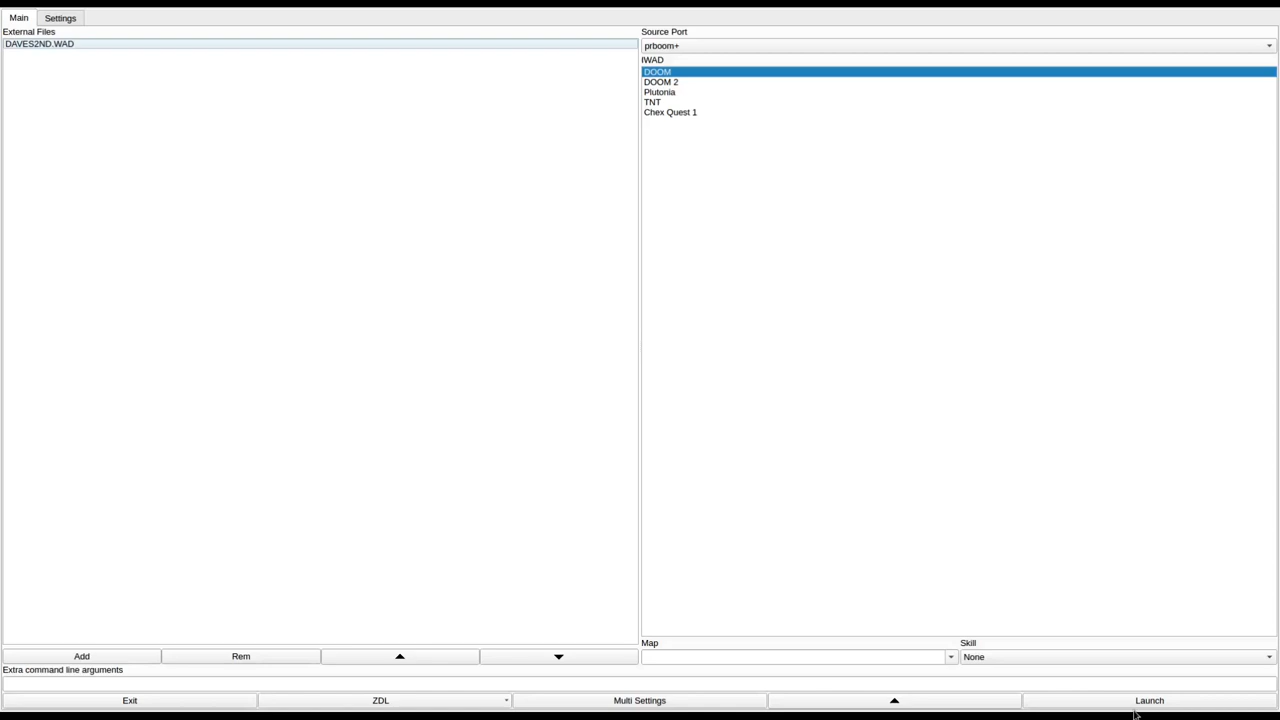 Main Settings
External Files
DAVES2ND.WAD
Add Rem
Extra command line arguments
Source Port
prboom+
IWAD
DOOM
DOOM 2
Plutonia
TNT
Chex Quest 1
Map Skill
None
Exit ZDL Multi Settings Launch